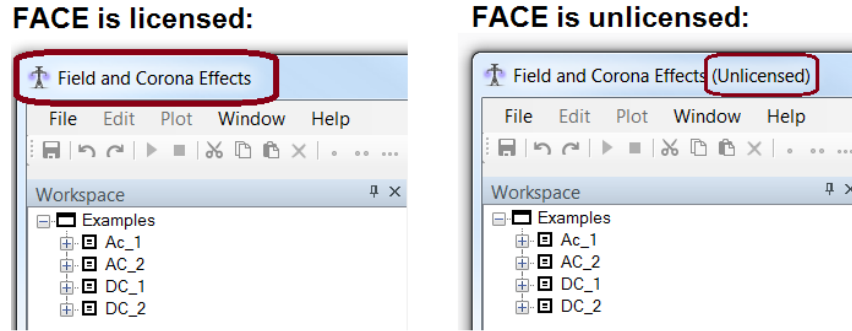 FACE is licensed:
Field and Corona Effects
File Edit Plot Window Help
Workspace
Examples
Ac_1
AC_2
DC_1
DC_2
FACE is unlicensed:
Field and Corona Effects (Unlicensed)
File Edit Plot Window Help
Workspace
Examples
Ac_1
AC_2
DC_1
DC_2